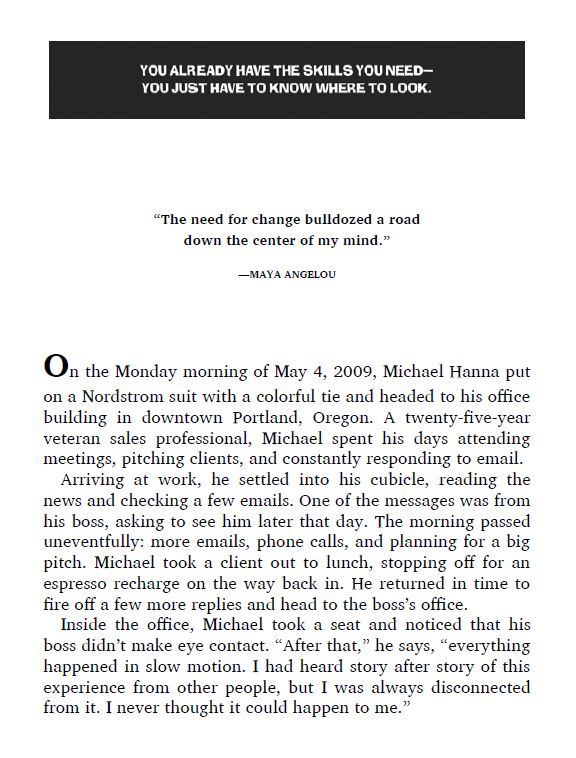 YOU ALREADY HAVE THE SKILLS YOU NEED—
YOU JUST HAVE TO KNOW WHERE TO LOOK.
“The need for change bulldozed a road
down the center of my mind.”
—MAYA ANGELOU
On the Monday morning of May 4, 2009, Michael Hanna put
on a Nordstrom suit with a colorful tie and headed to his office
building in downtown Portland, Oregon. A twenty-five-year
veteran sales professional, Michael spent his days attending
meetings, pitching clients, and constantly responding to email.
Arriving at work, he settled into his cubicle, reading the
news and checking a few emails. One of the messages was from
his boss, asking to see him later that day. The morning passed
uneventfully: more emails, phone calls, and planning for a big
pitch. Michael took a client out to lunch, stopping off for an
espresso recharge on the way back in. He returned in time to
fire off a few more replies and head to the boss’s office.
Inside the office, Michael took a seat and noticed that his
boss didn’t make eye contact. “After that,” he says, “everything
happened in slow motion. I had heard story after story of this
experience from other people, but I was always disconnected
from it. I never thought it could happen to me.”